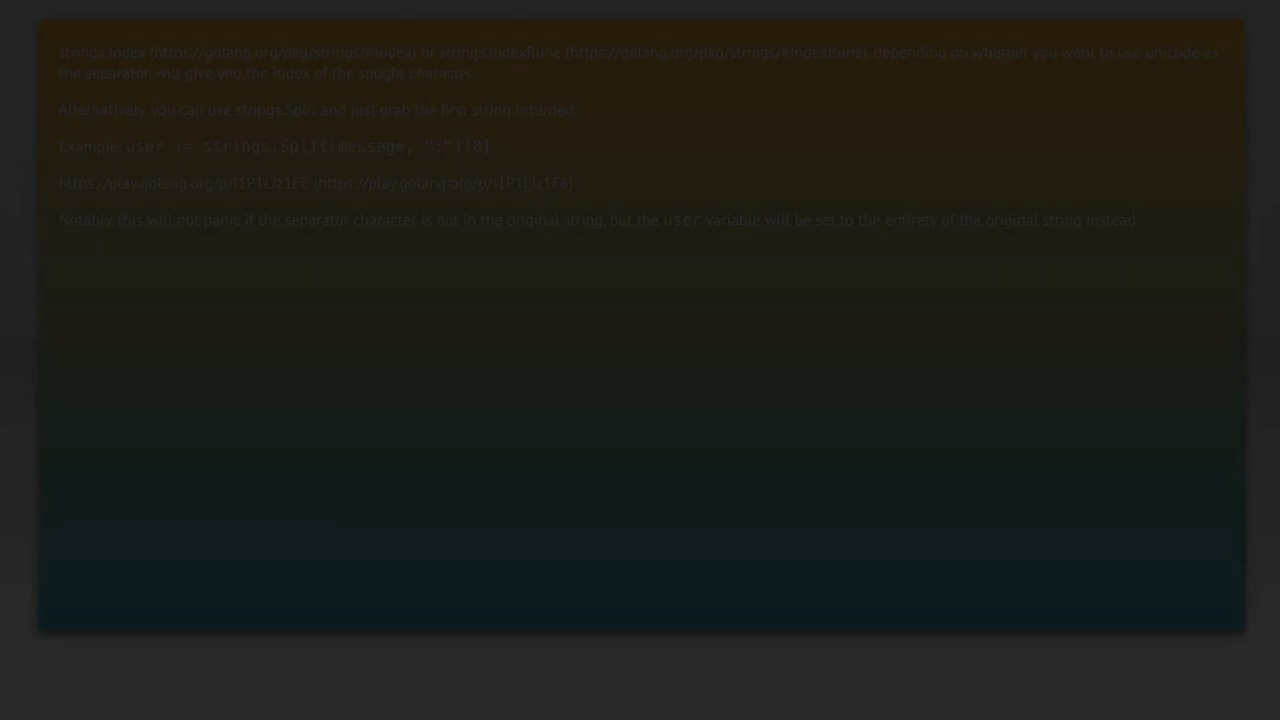 strings.Index (http://golang.org/pkg/strings/#Index) or strings.IndexRune (https://golang.org/pkg/strings/#IndexRune), depending on whether you want to use unicode as
the separator, will give you the index of the sought character.
Alternatively, you can use strings.Split and just grab the first string returned.
Example: user := strings.Split(message, ":")[0]
Notably, this will not panic if the separator character is not in the original string, but the user variable will be set to the entirety of the original string instead.